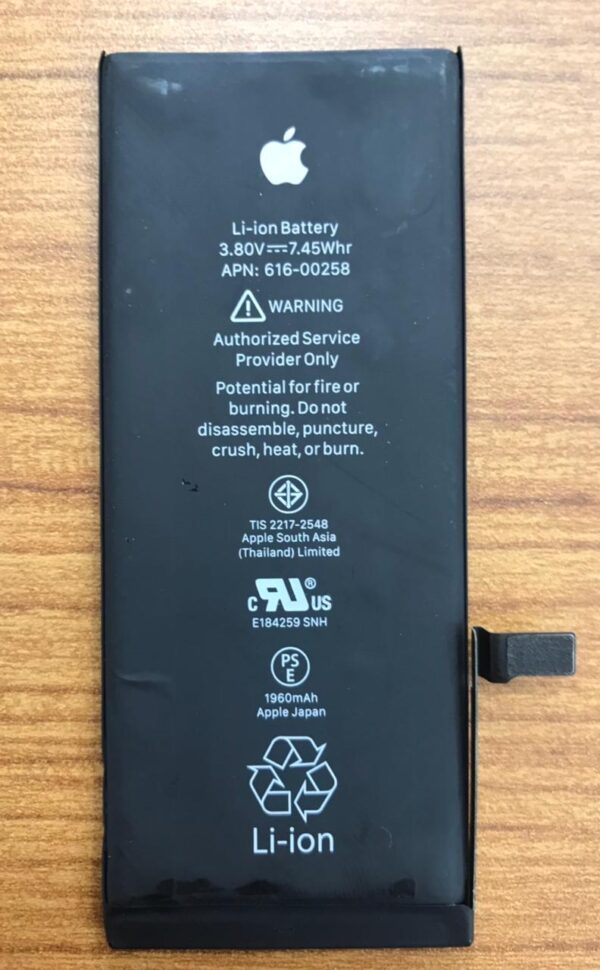 Li-ion Battery
3.80V⎓7.45Whr
APN: 616-00258
WARNING
Authorized Service
Provider Only
Potential for fire or
burning. Do not
disassemble, puncture,
crush, heat, or burn.
TIS 2217-2548
Apple South Asia
(Thailand) Limited
c RU® US
E184259 SNH
PS
E
1960mAh
Apple Japan
Li-ion